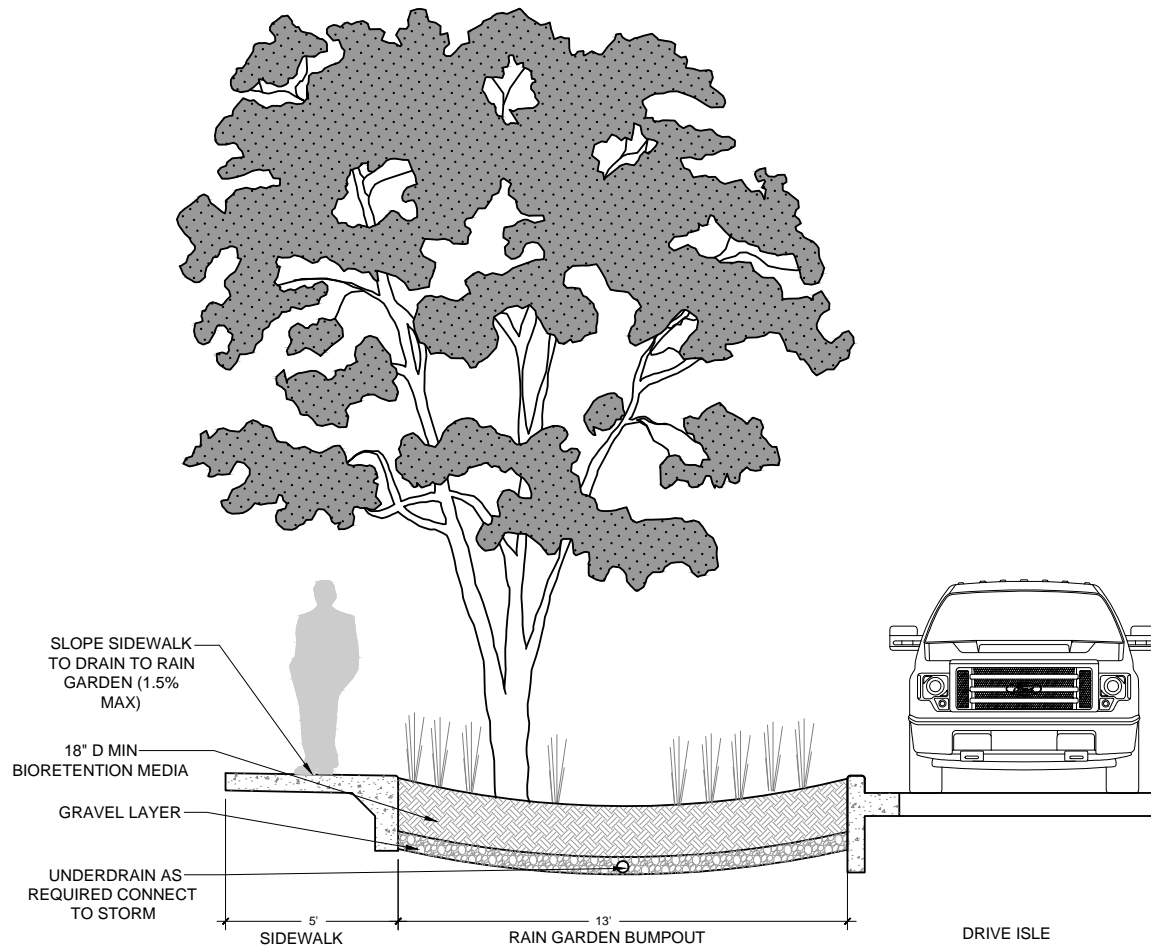 SLOPE SIDEWALK
TO DRAIN TO RAIN
GARDEN (1.5%
MAX)
18" D MIN
BIORETENTION MEDIA
GRAVEL LAYER
UNDERDRAIN AS
REQUIRED CONNECT
TO STORM
5'
SIDEWALK
13'
RAIN GARDEN BUMPOUT
DRIVE ISLE